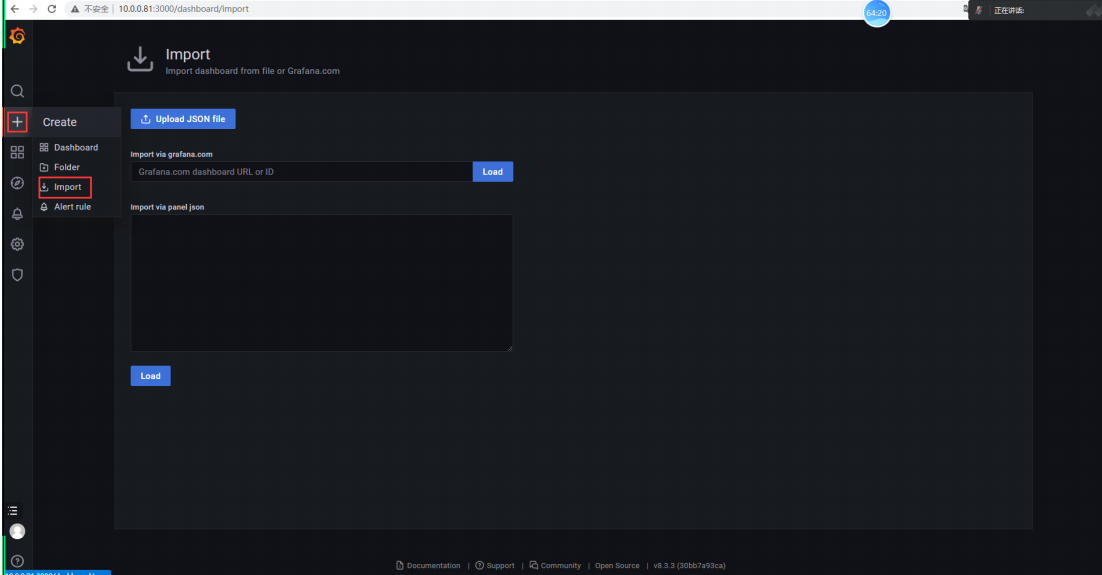 不安全 | 10.0.0.81:3000/dashboard/import
64:20
正在讲话:
Import
Import dashboard from file or Grafana.com
Create
Dashboard
Folder
Import
Alert rule
Upload JSON file
Import via grafana.com
Grafana.com dashboard URL or ID
Load
Import via panel json
Load
Documentation | Support | Community | Open Source | v8.3.3 (30bb7a93ca)